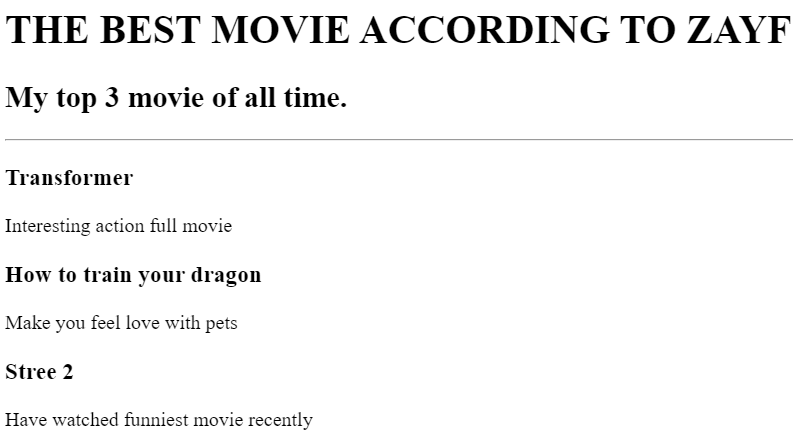 THE BEST MOVIE ACCORDING TO ZAYF
My top 3 movie of all time.
Transformer
Interesting action full movie
How to train your dragon
Make you feel love with pets
Stree 2
Have watched funniest movie recently